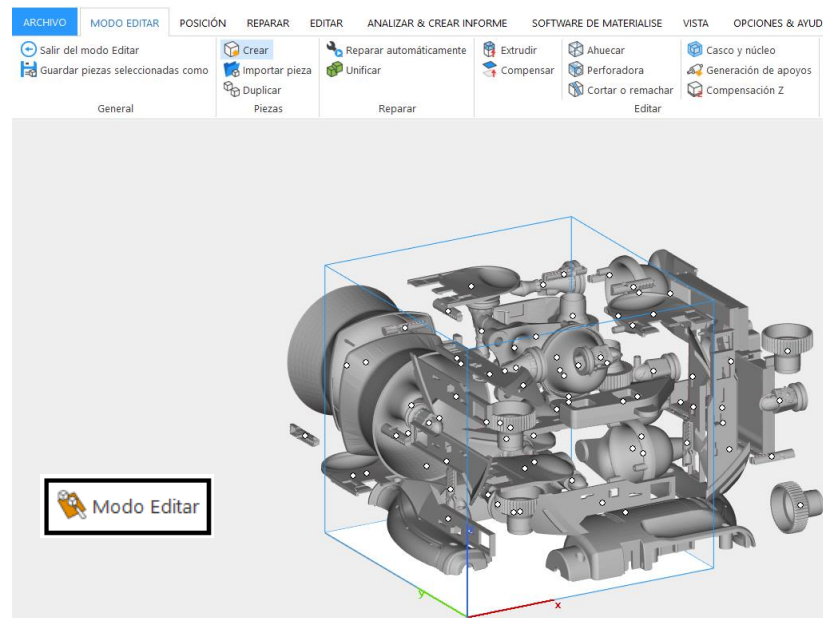 ARCHIVO MODO EDITAR POSICIÓN REPARAR EDITAR ANALIZAR & CREAR INFORME SOFTWARE DE MATERIALISE VISTA OPCIONES & AYUD
Salir del modo Editar Crear Reparar automáticamente Extrudir Ahuecar Casco y núcleo
Guardar piezas seleccionadas como Importar pieza Unificar Compensar Perforadora Generación de apoyos
Duplicar Cortar o remachar Compensación Z
General Piezas Reparar Editar
Modo Editar
y x